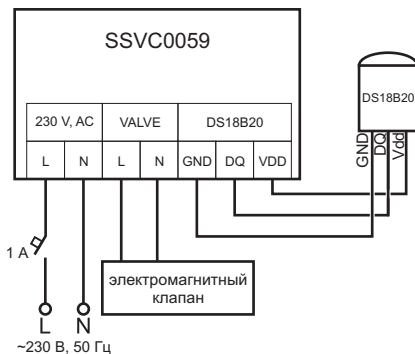 SSVC0059
230 V, AC VALVE DS18B20
L N L N GND DQ VDD
DS18B20
GND
DQ
Vdd
1 A
электромагнитный
клапан
L N
~230 В, 50 Гц